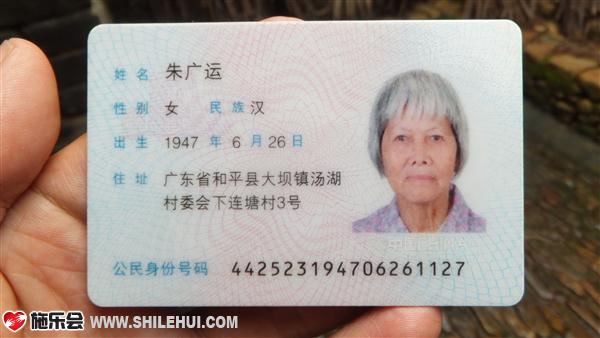 姓名 朱广运
性别 女 民族 汉
出生 1947 年 6 月 26 日
住址 广东省和平县大坝镇汤湖
村委会下连塘村3号
公民身份号码 442523194706261127
施乐会 WWW.SHILEHUI.COM